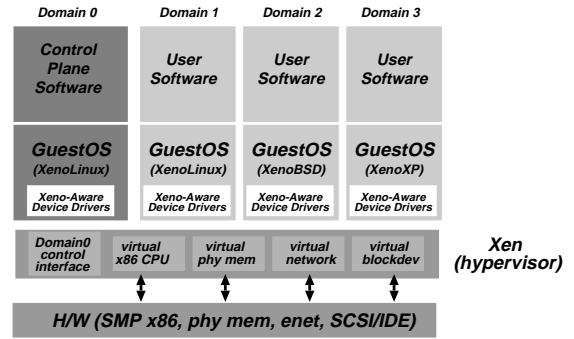 Domain 0 Domain 1 Domain 2 Domain 3
Control
Plane
Software
User
Software
User
Software
User
Software
GuestOS
(XenoLinux)
Xeno-Aware
Device Drivers
GuestOS
(XenoLinux)
Xeno-Aware
Device Drivers
GuestOS
(XenoBSD)
Xeno-Aware
Device Drivers
GuestOS
(XenoXP)
Xeno-Aware
Device Drivers
Domain0
control
interface
virtual
x86 CPU
virtual
phy mem
virtual
network
virtual
blockdev
Xen
(hypervisor)
H/W (SMP x86, phy mem, enet, SCSI/IDE)